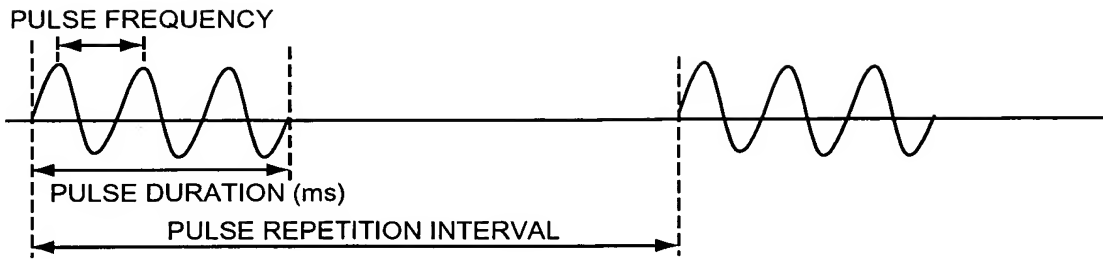 PULSE FREQUENCY
PULSE DURATION (ms)
PULSE REPETITION INTERVAL